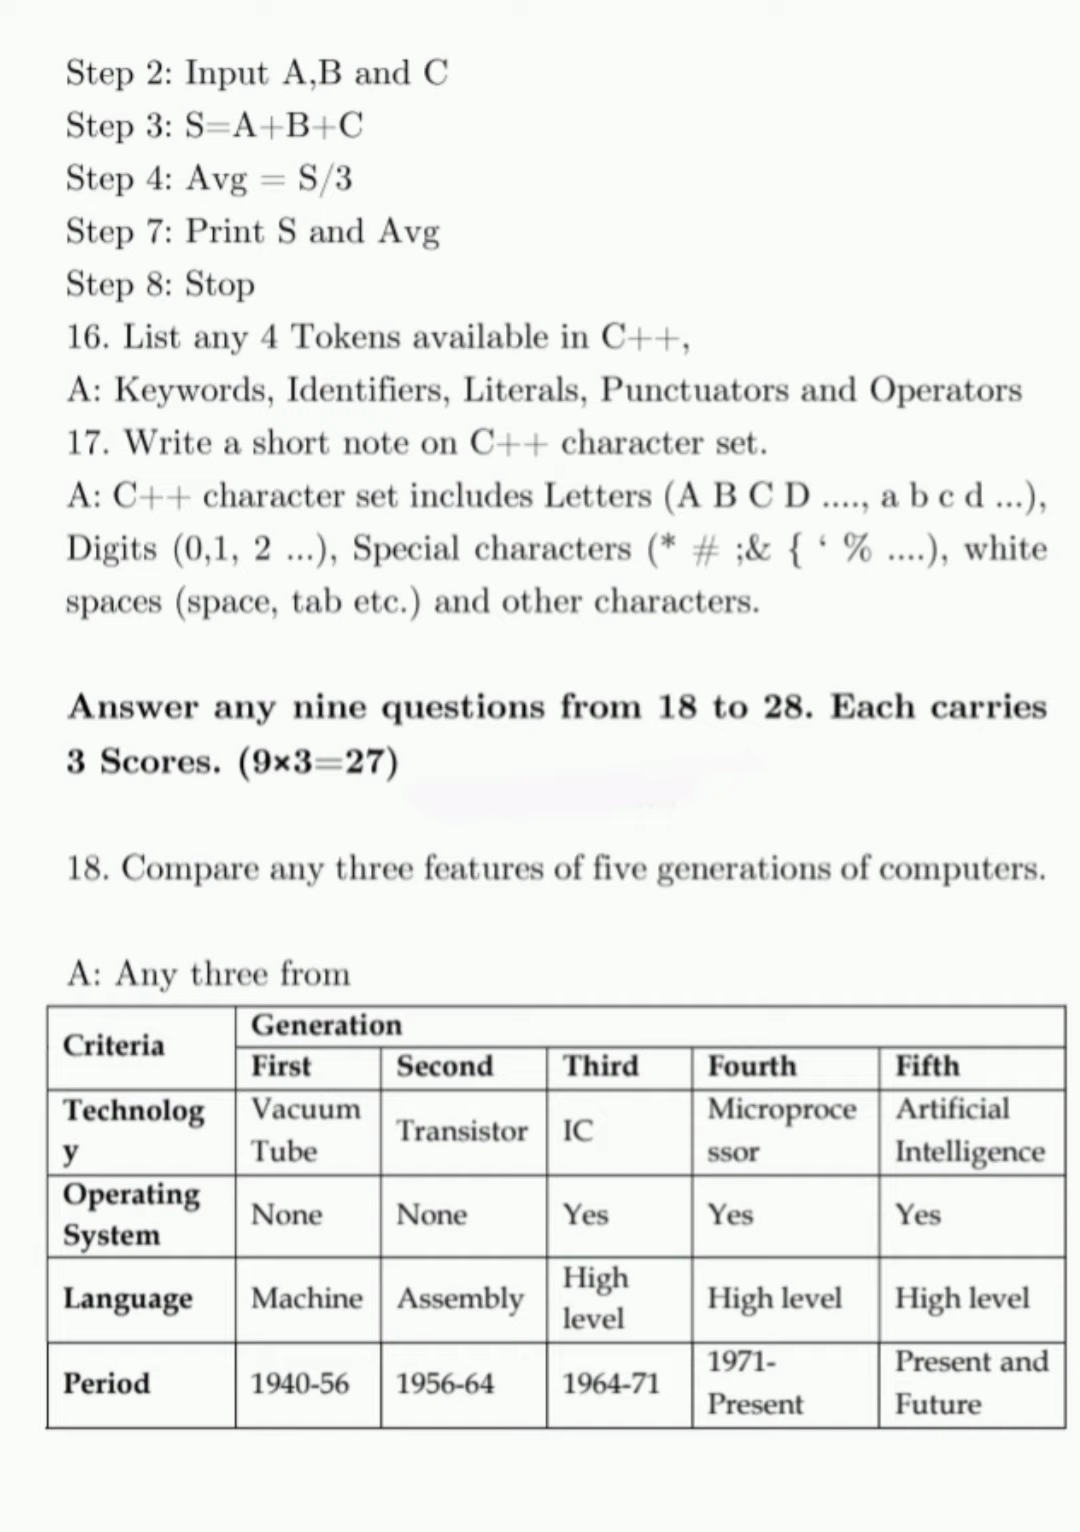 Step 2: Input A,B and C
Step 3: S=A+B+C
Step 4: Avg = S/3
Step 7: Print S and Avg
Step 8: Stop
16. List any 4 Tokens available in C++,
A: Keywords, Identifiers, Literals, Punctuators and Operators
17. Write a short note on C++ character set.
A: C++ character set includes Letters (A B C D ...., a b c d ...),
Digits (0,1, 2 ...), Special characters (* # ;& { ‘ % ....), white
spaces (space, tab etc.) and other characters.
Answer any nine questions from 18 to 28. Each carries
3 Scores. (9×3=27)
18. Compare any three features of five generations of computers.
A: Any three from
Criteria Generation
First Second Third Fourth Fifth
Technolog
y Vacuum
Tube Transistor IC Microproce
ssor Artificial
Intelligence
Operating
System None None Yes Yes Yes
Language Machine Assembly High
level High level High level
Period 1940-56 1956-64 1964-71 1971-
Present Present and
Future